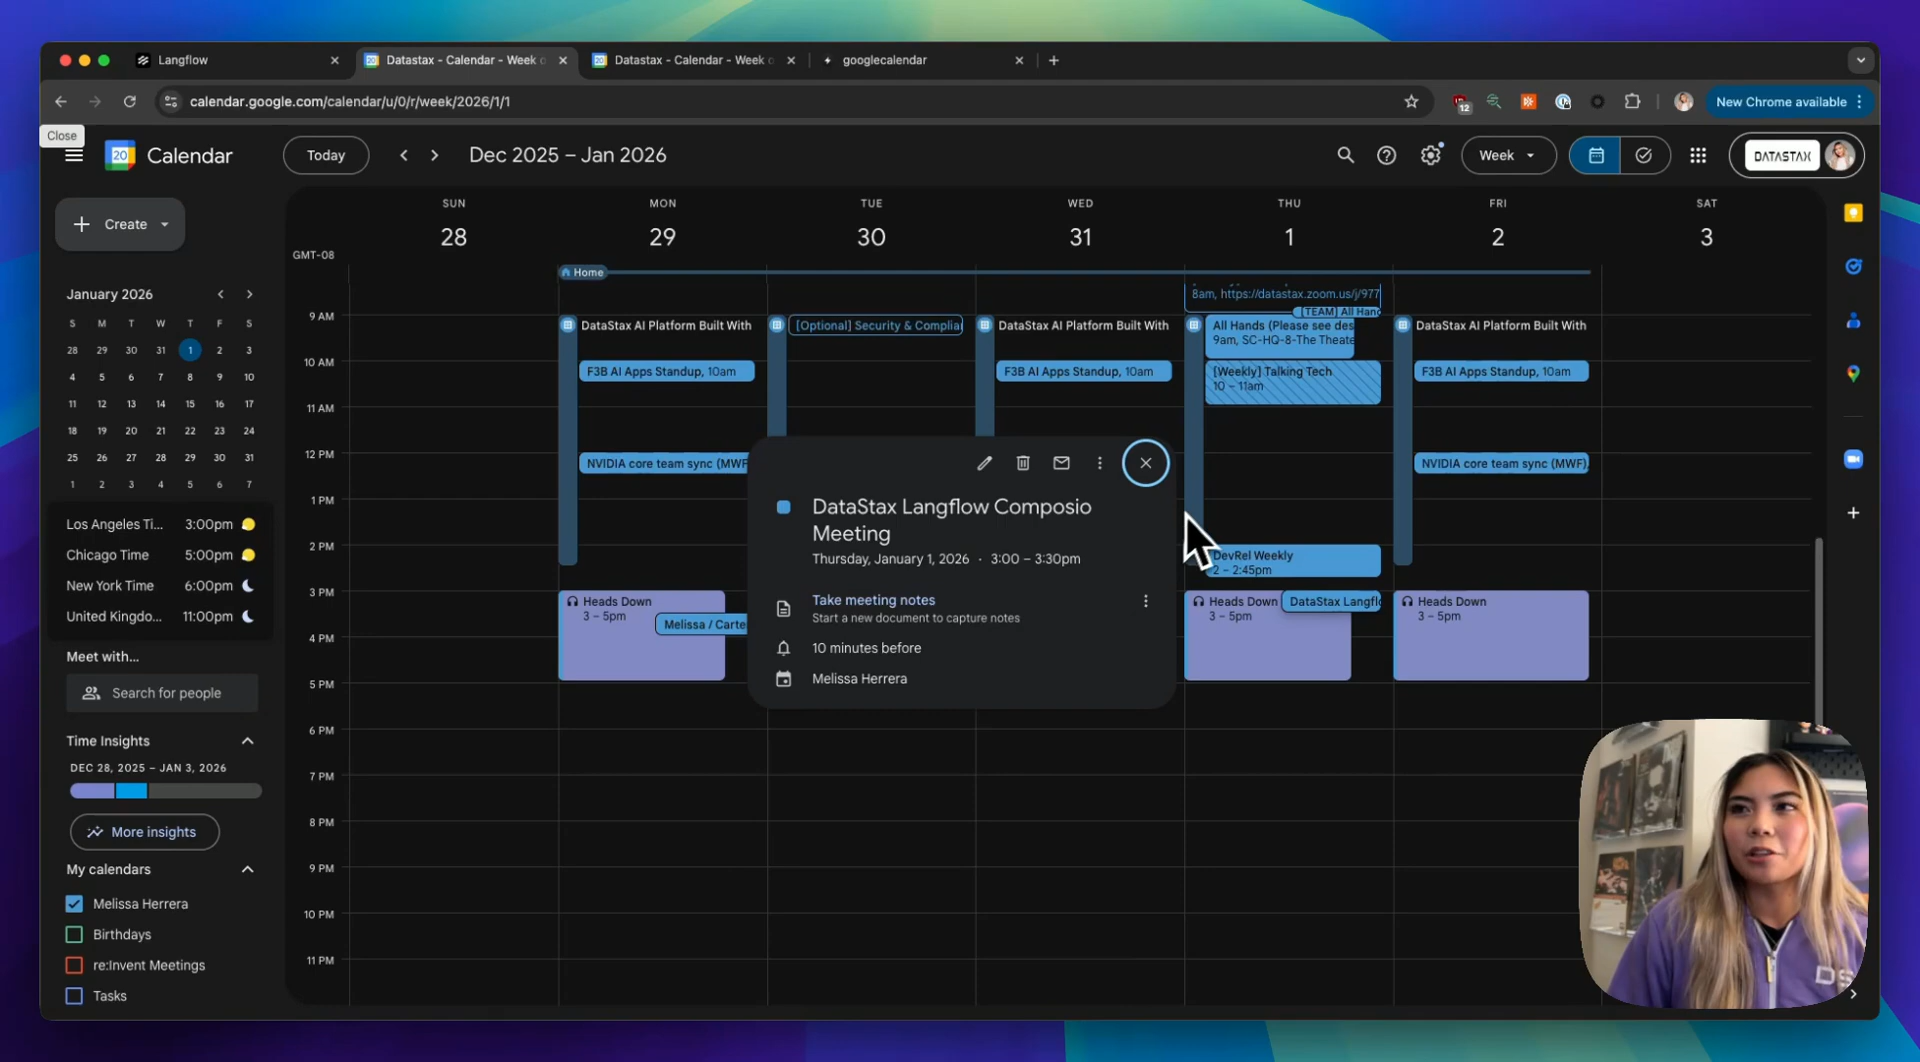 Langflow
Datastax - Calendar - Week o
Datastax - Calendar - Week o
googlecalendar
calendar.google.com/calendar/u/0/r/week/2026/1/1
12
New Chrome available
Close
20
Calendar
Today
Dec 2025 – Jan 2026
Week
DATASTAX
Create
SUN
MON
TUE
WED
THU
FRI
SAT
28
29
30
31
1
2
3
GMT-08
Home
January 2026
S M T W T F S
28 29 30 31 1 2 3
4 5 6 7 8 9 10
11 12 13 14 15 16 17
18 19 20 21 22 23 24
25 26 27 28 29 30 31
1 2 3 4 5 6 7
Los Angeles Ti... 3:00pm
Chicago Time 5:00pm
New York Time 6:00pm
United Kingdo... 11:00pm
Meet with...
Search for people
Time Insights
DEC 28, 2025 – JAN 3, 2026
More insights
My calendars
Melissa Herrera
Birthdays
re:Invent Meetings
Tasks
9 AM
10 AM
11 AM
12 PM
1 PM
2 PM
3 PM
4 PM
5 PM
6 PM
7 PM
8 PM
9 PM
10 PM
11 PM
DataStax AI Platform Built With
F3B AI Apps Standup, 10am
NVIDIA core team sync (MWF
Heads Down
3 – 5pm
Melissa / Carte
[Optional] Security & Complia
DataStax AI Platform Built With
F3B AI Apps Standup, 10am
8am, https://datastax.zoom.us/j/977
[TEAM] All Hand
All Hands (Please see des
9am, SC-HQ-8-The Theate
[Weekly] Talking Tech
10 – 11am
DevRel Weekly
2 – 2:45pm
Heads Down
3 – 5pm
DataStax Langfl
DataStax AI Platform Built With
F3B AI Apps Standup, 10am
NVIDIA core team sync (MWF),
Heads Down
3 – 5pm
DataStax Langflow Composio
Meeting
Thursday, January 1, 2026 · 3:00 – 3:30pm
Take meeting notes
Start a new document to capture notes
10 minutes before
Melissa Herrera
DS